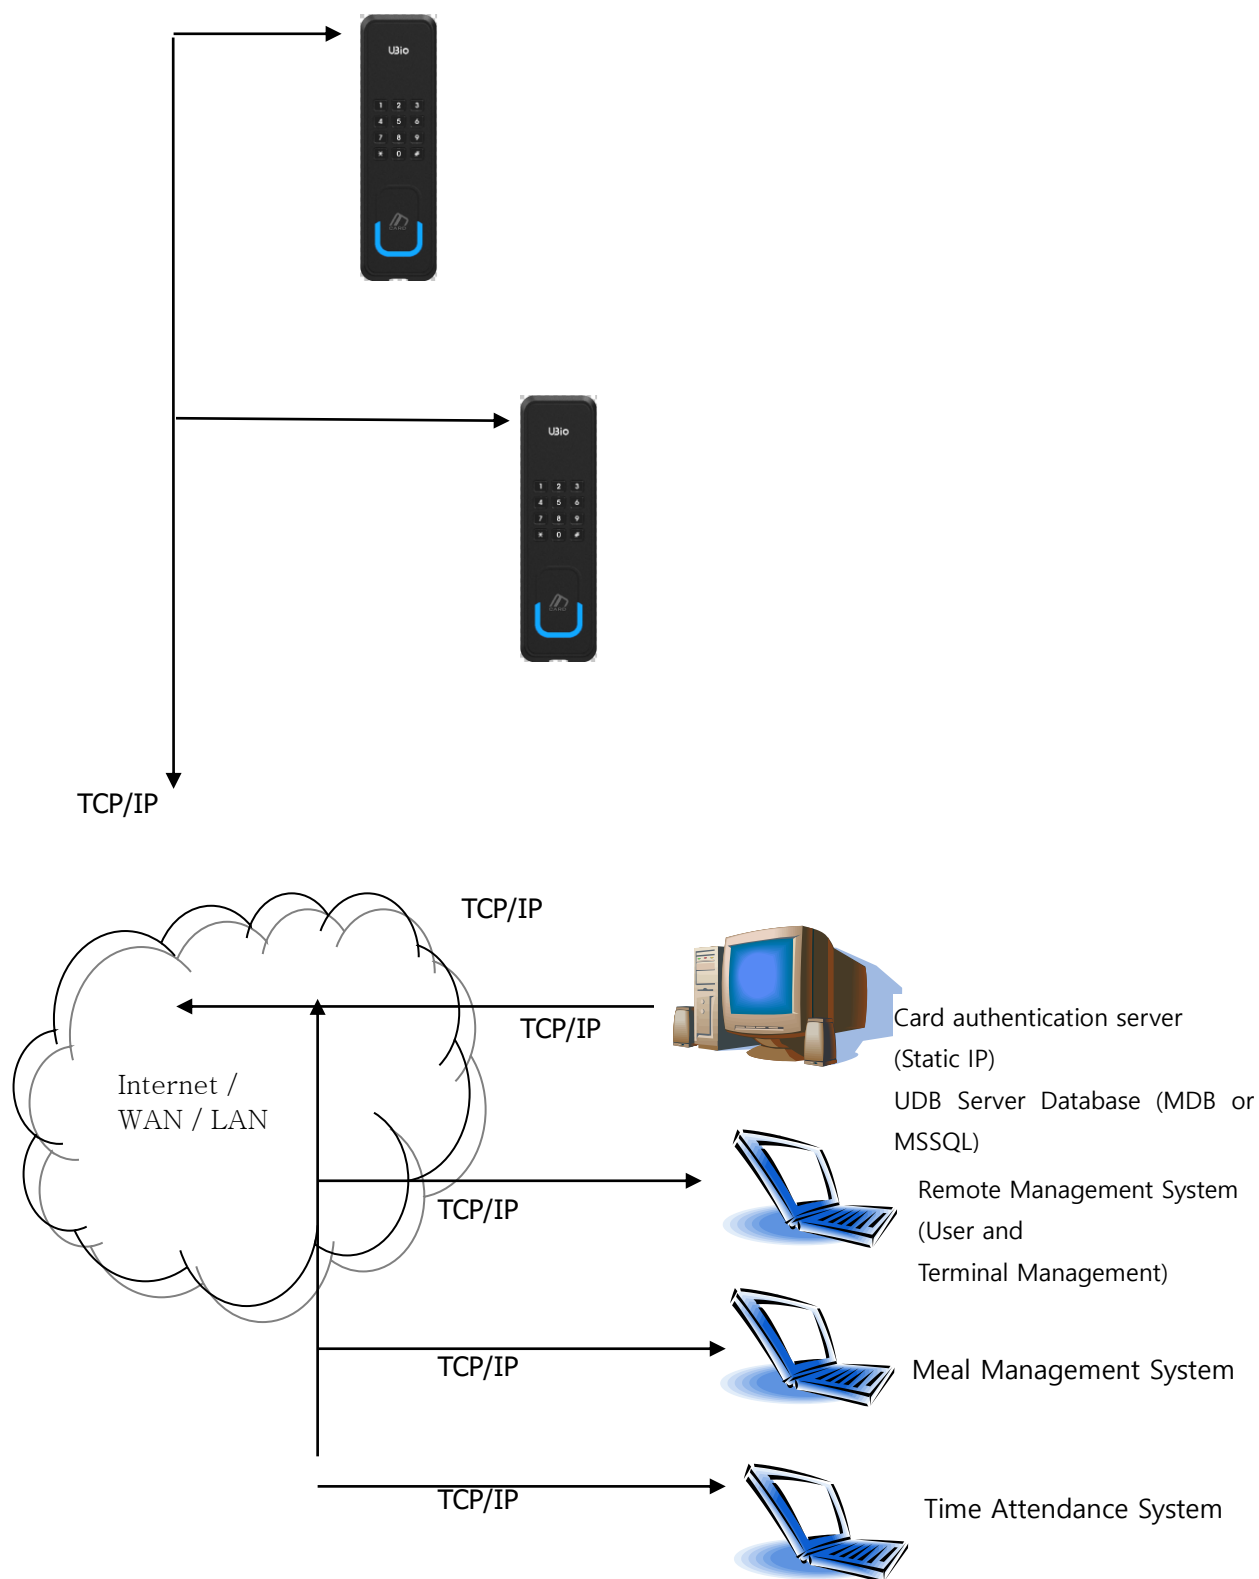 UBio
1 2 3
4 5 6
7 8 9
* 0 #
CARD
UBio
1 2 3
4 5 6
7 8 9
* 0 #
CARD
TCP/IP
TCP/IP
TCP/IP
Card authentication server
(Static IP)
UDB Server Database (MDB or
MSSQL)
Internet /
WAN / LAN
TCP/IP
Remote Management System
(User and
Terminal Management)
TCP/IP
Meal Management System
TCP/IP
Time Attendance System